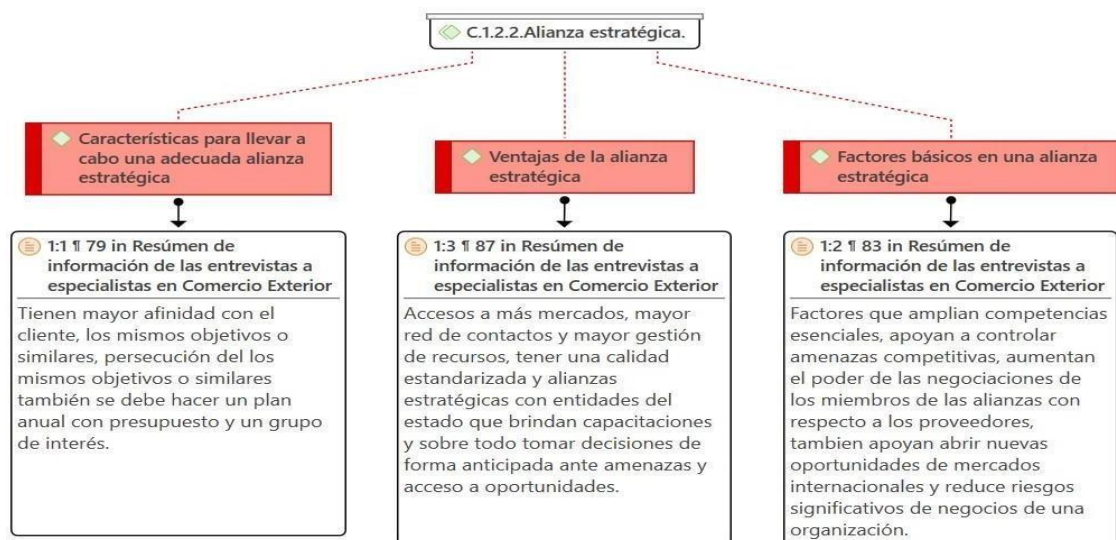 C.1.2.2.Alianza estratégica.
Características para llevar a
cabo una adecuada alianza
estratégica
Ventajas de la alianza
estratégica
Factores básicos en una alianza
estratégica
1:1 ¶ 79 in Resúmen de
información de las entrevistas a
especialistas en Comercio Exterior
Tienen mayor afinidad con el
cliente, los mismos objetivos o
similares, persecución del los
mismos objetivos o similares
también se debe hacer un plan
anual con presupuesto y un grupo
de interés.
1:3 ¶ 87 in Resúmen de
información de las entrevistas a
especialistas en Comercio Exterior
Accesos a más mercados, mayor
red de contactos y mayor gestión
de recursos, tener una calidad
estandarizada y alianzas
estratégicas con entidades del
estado que brindan capacitaciones
y sobre todo tomar decisiones de
forma anticipada ante amenazas y
acceso a oportunidades.
1:2 ¶ 83 in Resúmen de
información de las entrevistas a
especialistas en Comercio Exterior
Factores que amplian competencias
esenciales, apoyan a controlar
amenazas competitivas, aumentan
el poder de las negociaciones de
los miembros de las alianzas con
respecto a los proveedores,
tambien apoyan abrir nuevas
oportunidades de mercados
internacionales y reduce riesgos
significativos de negocios de una
organización.